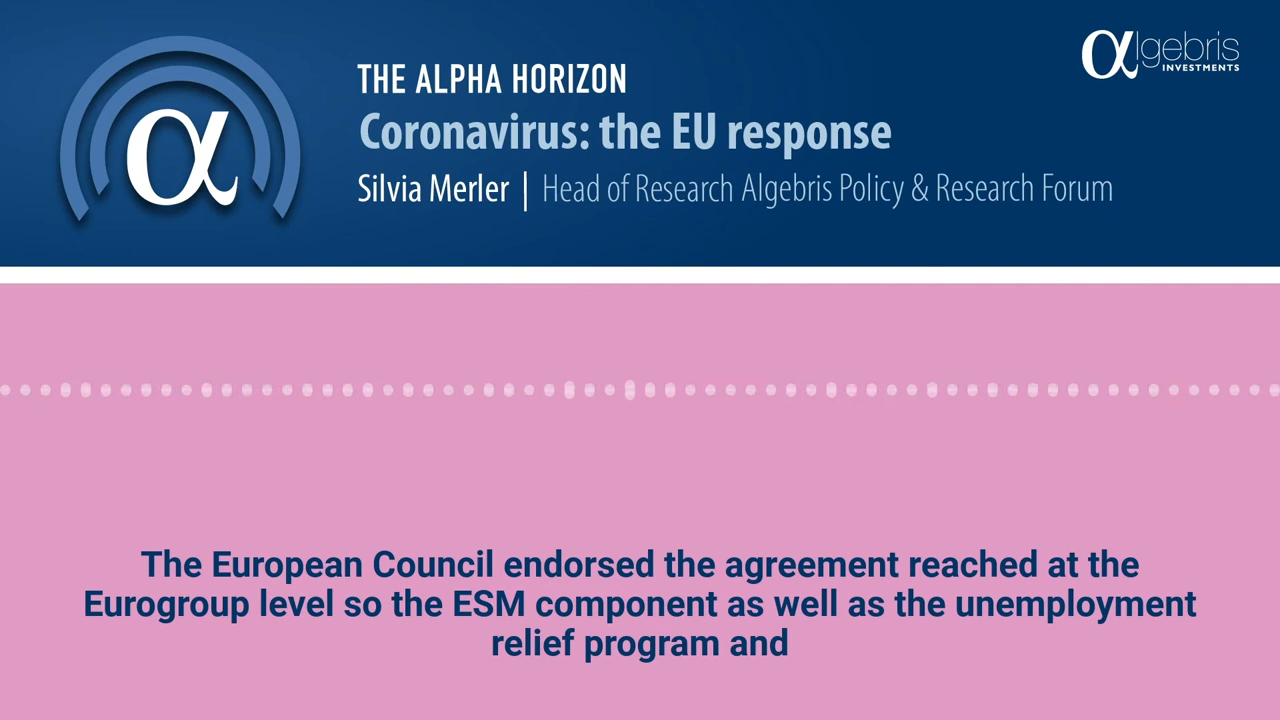 THE ALPHA HORIZON
Coronavirus: the EU response
Silvia Merler | Head of Research Algebris Policy & Research Forum
αlgebris
INVESTMENTS
α
The European Council endorsed the agreement reached at the
Eurogroup level so the ESM component as well as the unemployment
relief program and